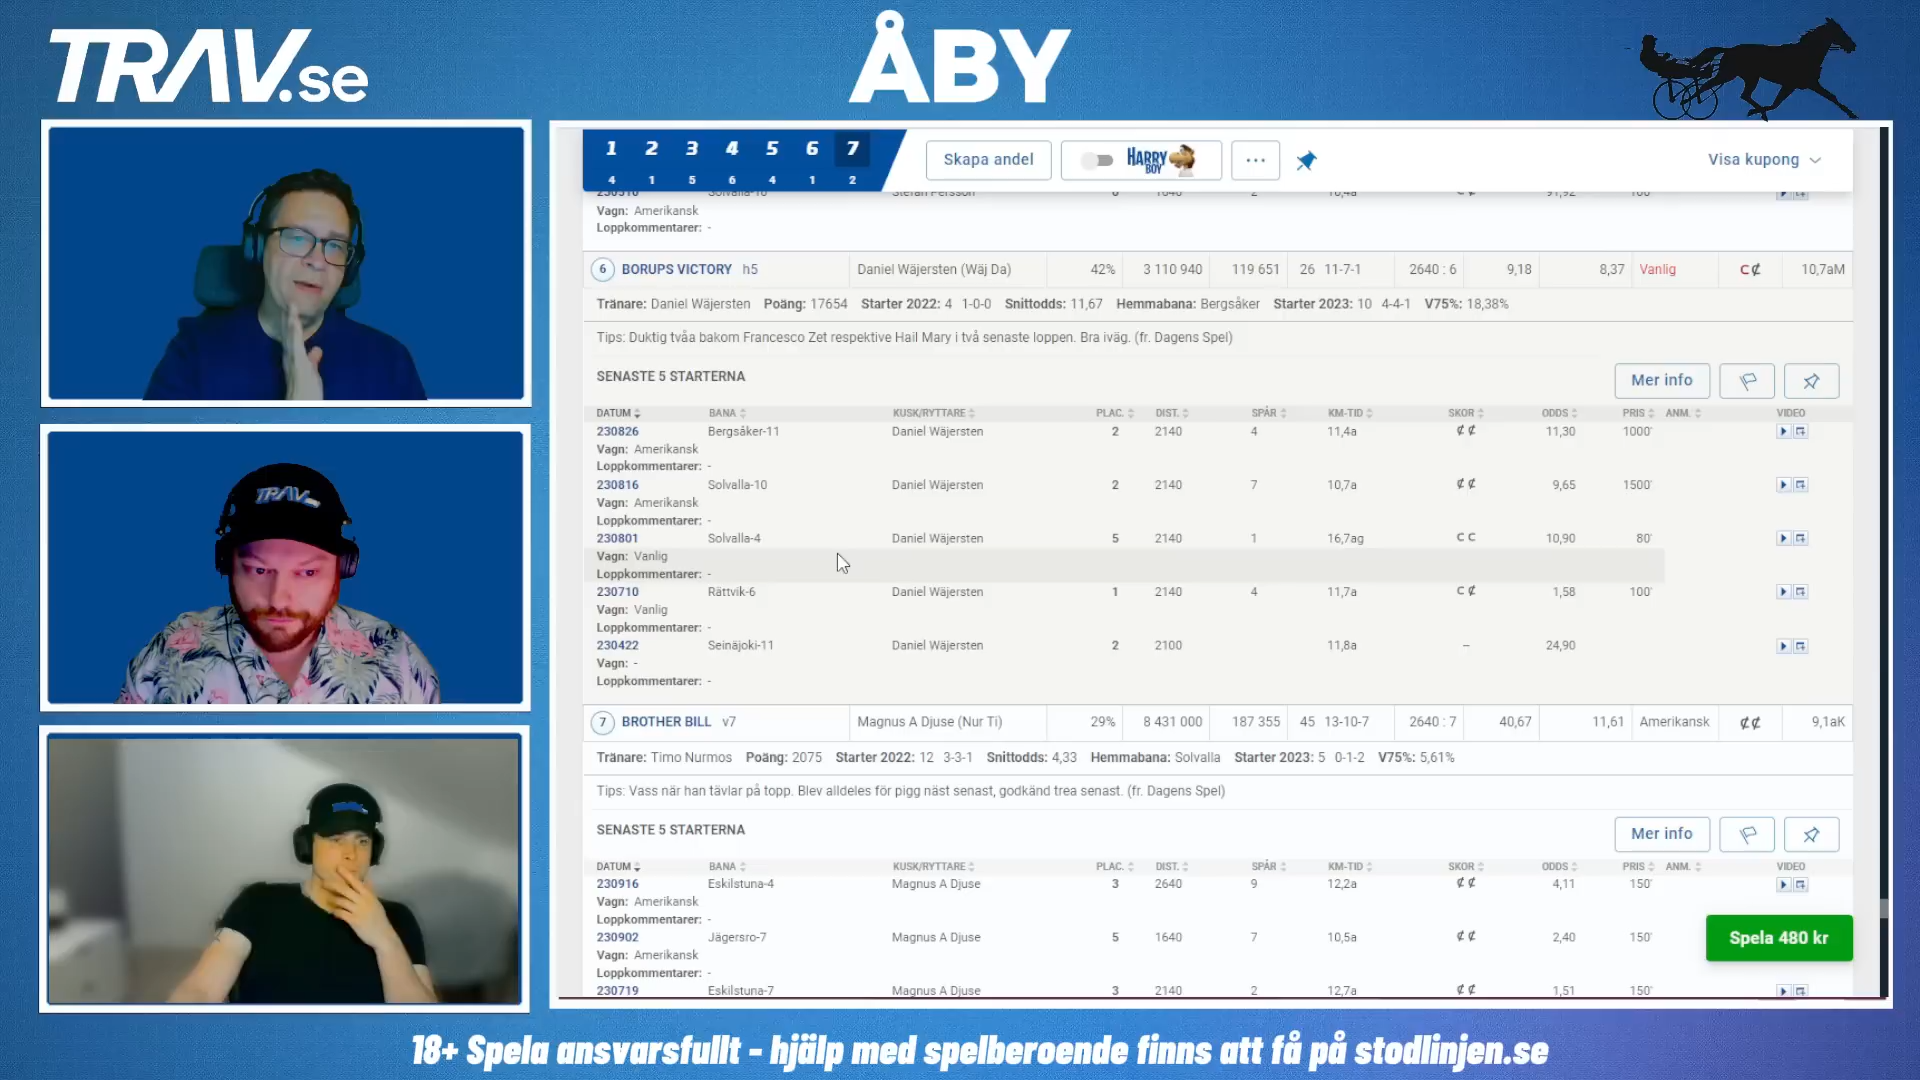 TRAV.se
ÅBY
1 2 3 4 5 6 7
4 1 5 6 4 1 2
Skapa andel
HARRY BOY
...
Visa kupong
Stefan Persson 1640 2
Vagn: Amerikansk
Loppkommentarer: -
6 BORUPS VICTORY h5 Daniel Wäjersten (Wäj Da) 42% 3 110 940 119 651 26 11-7-1 2640 : 6 9,18 8,37 Vanlig C₵ 10,7aM
Tränare: Daniel Wäjersten Poäng: 17654 Starter 2022: 4 1-0-0 Snittodds: 11,67 Hemmabana: Bergsåker Starter 2023: 10 4-4-1 V75%: 18,38%
Tips: Duktig tvåa bakom Francesco Zet respektive Hail Mary i två senaste loppen. Bra iväg. (fr. Dagens Spel)
SENASTE 5 STARTERNA
Mer info
DATUM BANA KUSK/RYTTARE PLAC. DIST. SPÅR KM-TID SKOR ODDS PRIS ANM. VIDEO
230826 Bergsåker-11 Daniel Wäjersten 2 2140 4 11,4a ₵ ₵ 11,30 1000'
Vagn: Amerikansk
Loppkommentarer: -
230816 Solvalla-10 Daniel Wäjersten 2 2140 7 10,7a ₵ ₵ 9,65 1500'
Vagn: Amerikansk
Loppkommentarer: -
230801 Solvalla-4 Daniel Wäjersten 5 2140 1 16,7ag C C 10,90 80'
Vagn: Vanlig
Loppkommentarer: -
230710 Rättvik-6 Daniel Wäjersten 1 2140 4 11,7a C ₵ 1,58 100'
Vagn: Vanlig
Loppkommentarer: -
230422 Seinäjoki-11 Daniel Wäjersten 2 2100 11,8a – 24,90
Vagn: -
Loppkommentarer: -
7 BROTHER BILL v7 Magnus A Djuse (Nur Ti) 29% 8 431 000 187 355 45 13-10-7 2640 : 7 40,67 11,61 Amerikansk ₵₵ 9,1aK
Tränare: Timo Nurmos Poäng: 2075 Starter 2022: 12 3-3-1 Snittodds: 4,33 Hemmabana: Solvalla Starter 2023: 5 0-1-2 V75%: 5,61%
Tips: Vass när han tävlar på topp. Blev alldeles för pigg näst senast, godkänd trea senast. (fr. Dagens Spel)
SENASTE 5 STARTERNA
Mer info
DATUM BANA KUSK/RYTTARE PLAC. DIST. SPÅR KM-TID SKOR ODDS PRIS ANM. VIDEO
230916 Eskilstuna-4 Magnus A Djuse 3 2640 9 12,2a ₵ ₵ 4,11 150'
Vagn: Amerikansk
Loppkommentarer: -
230902 Jägersro-7 Magnus A Djuse 5 1640 7 10,5a ₵ ₵ 2,40 150'
Vagn: Amerikansk
Loppkommentarer: -
230719 Eskilstuna-7 Magnus A Djuse 3 2140 2 12,7a ₵ ₵ 1,51 150'
Spela 480 kr
TRAV
18+ Spela ansvarsfullt - hjälp med spelberoende finns att få på stodlinjen.se